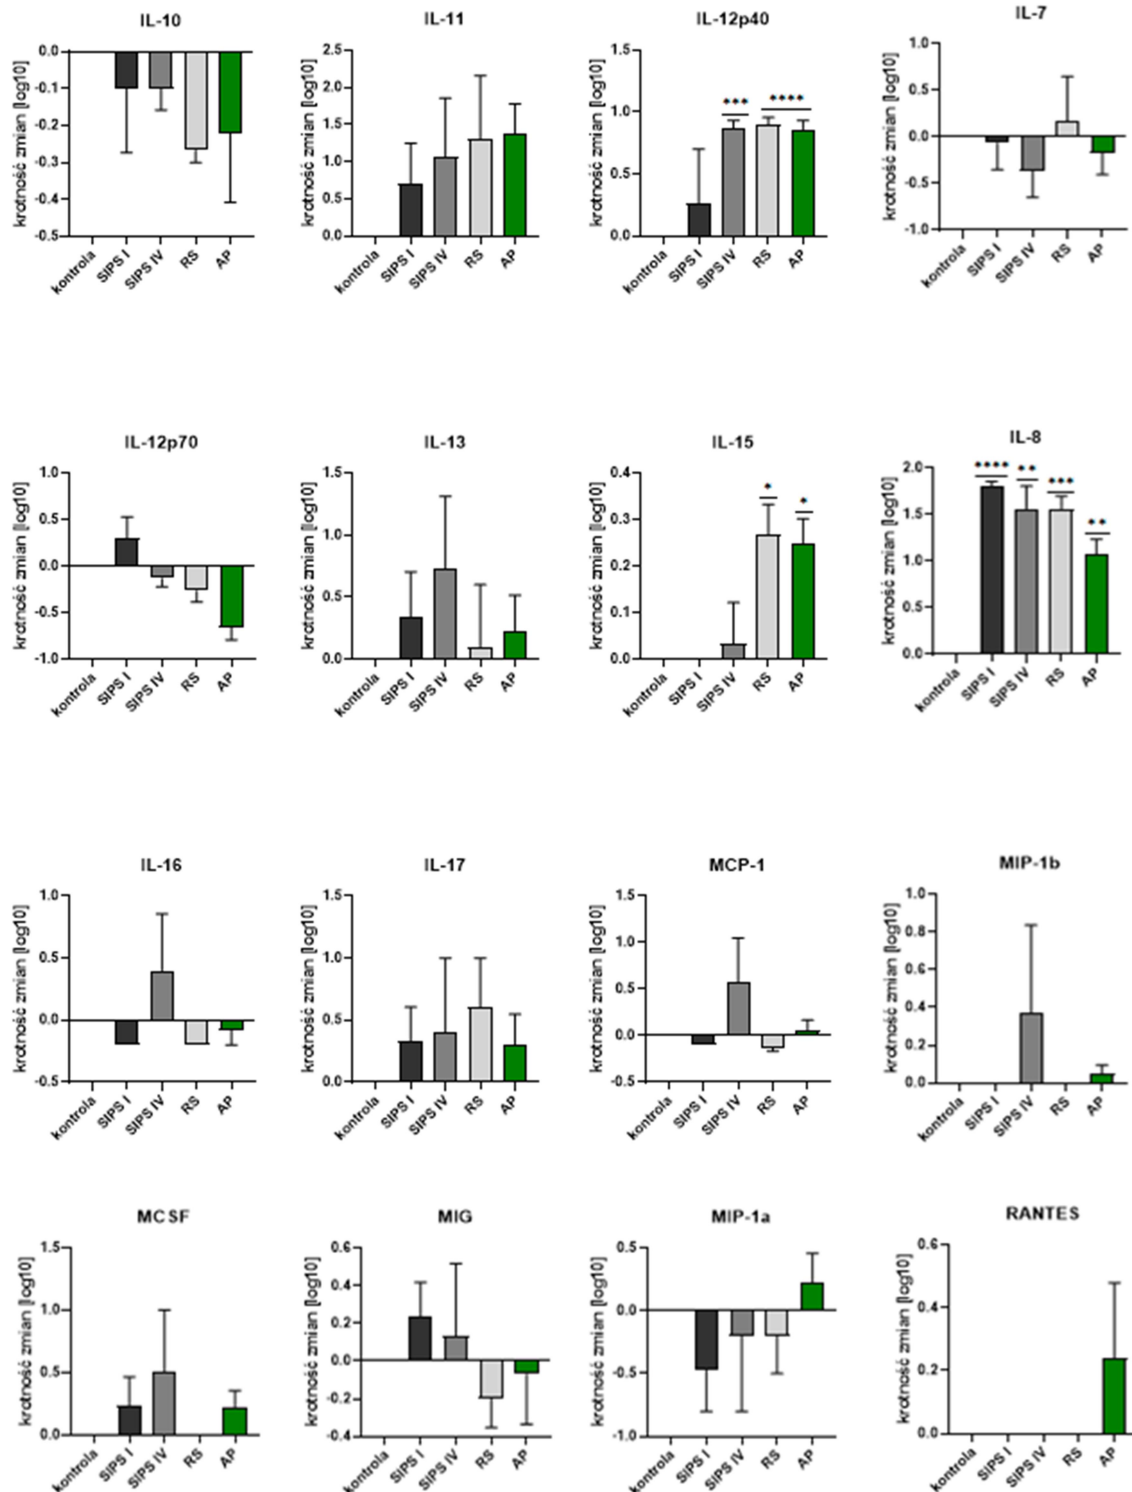 IL-10
krotność zmian [log10]
0.0
-0.1
-0.2
-0.3
-0.4
-0.5
kontrola
SIPS I
SIPS IV
RS
AP
IL-11
krotność zmian [log10]
2.5
2.0
1.5
1.0
0.5
0.0
kontrola
SIPS I
SIPS IV
RS
AP
IL-12p40
krotność zmian [log10]
1.5
1.0
0.5
0.0
***
****
kontrola
SIPS I
SIPS IV
RS
AP
IL-7
krotność zmian [log10]
1.0
0.5
0.0
-0.5
-1.0
kontrola
SIPS I
SIPS IV
RS
AP
IL-12p70
krotność zmian [log10]
1.0
0.5
0.0
-0.5
-1.0
kontrola
SIPS I
SIPS IV
RS
AP
IL-13
krotność zmian [log10]
1.5
1.0
0.5
0.0
kontrola
SIPS I
SIPS IV
RS
AP
IL-15
krotność zmian [log10]
0.4
0.3
0.2
0.1
0.0
*
*
kontrola
SIPS I
SIPS IV
RS
AP
IL-8
krotność zmian [log10]
2.0
1.5
1.0
0.5
0.0
****
**
***
**
kontrola
SIPS I
SIPS IV
RS
AP
IL-16
krotność zmian [log10]
1.0
0.5
0.0
-0.5
kontrola
SIPS I
SIPS IV
RS
AP
IL-17
krotność zmian [log10]
1.5
1.0
0.5
0.0
kontrola
SIPS I
SIPS IV
RS
AP
MCP-1
krotność zmian [log10]
1.5
1.0
0.5
0.0
-0.5
kontrola
SIPS I
SIPS IV
RS
AP
MIP-1b
krotność zmian [log10]
1.0
0.8
0.6
0.4
0.2
0.0
kontrola
SIPS I
SIPS IV
RS
AP
MCSF
krotność zmian [log10]
1.5
1.0
0.5
0.0
kontrola
SIPS I
SIPS IV
RS
AP
MIG
krotność zmian [log10]
0.6
0.4
0.2
0.0
-0.2
-0.4
kontrola
SIPS I
SIPS IV
RS
AP
MIP-1a
krotność zmian [log10]
0.5
0.0
-0.5
-1.0
kontrola
SIPS I
SIPS IV
RS
AP
RANTES
krotność zmian [log10]
0.6
0.4
0.2
0.0
kontrola
SIPS I
SIPS IV
RS
AP